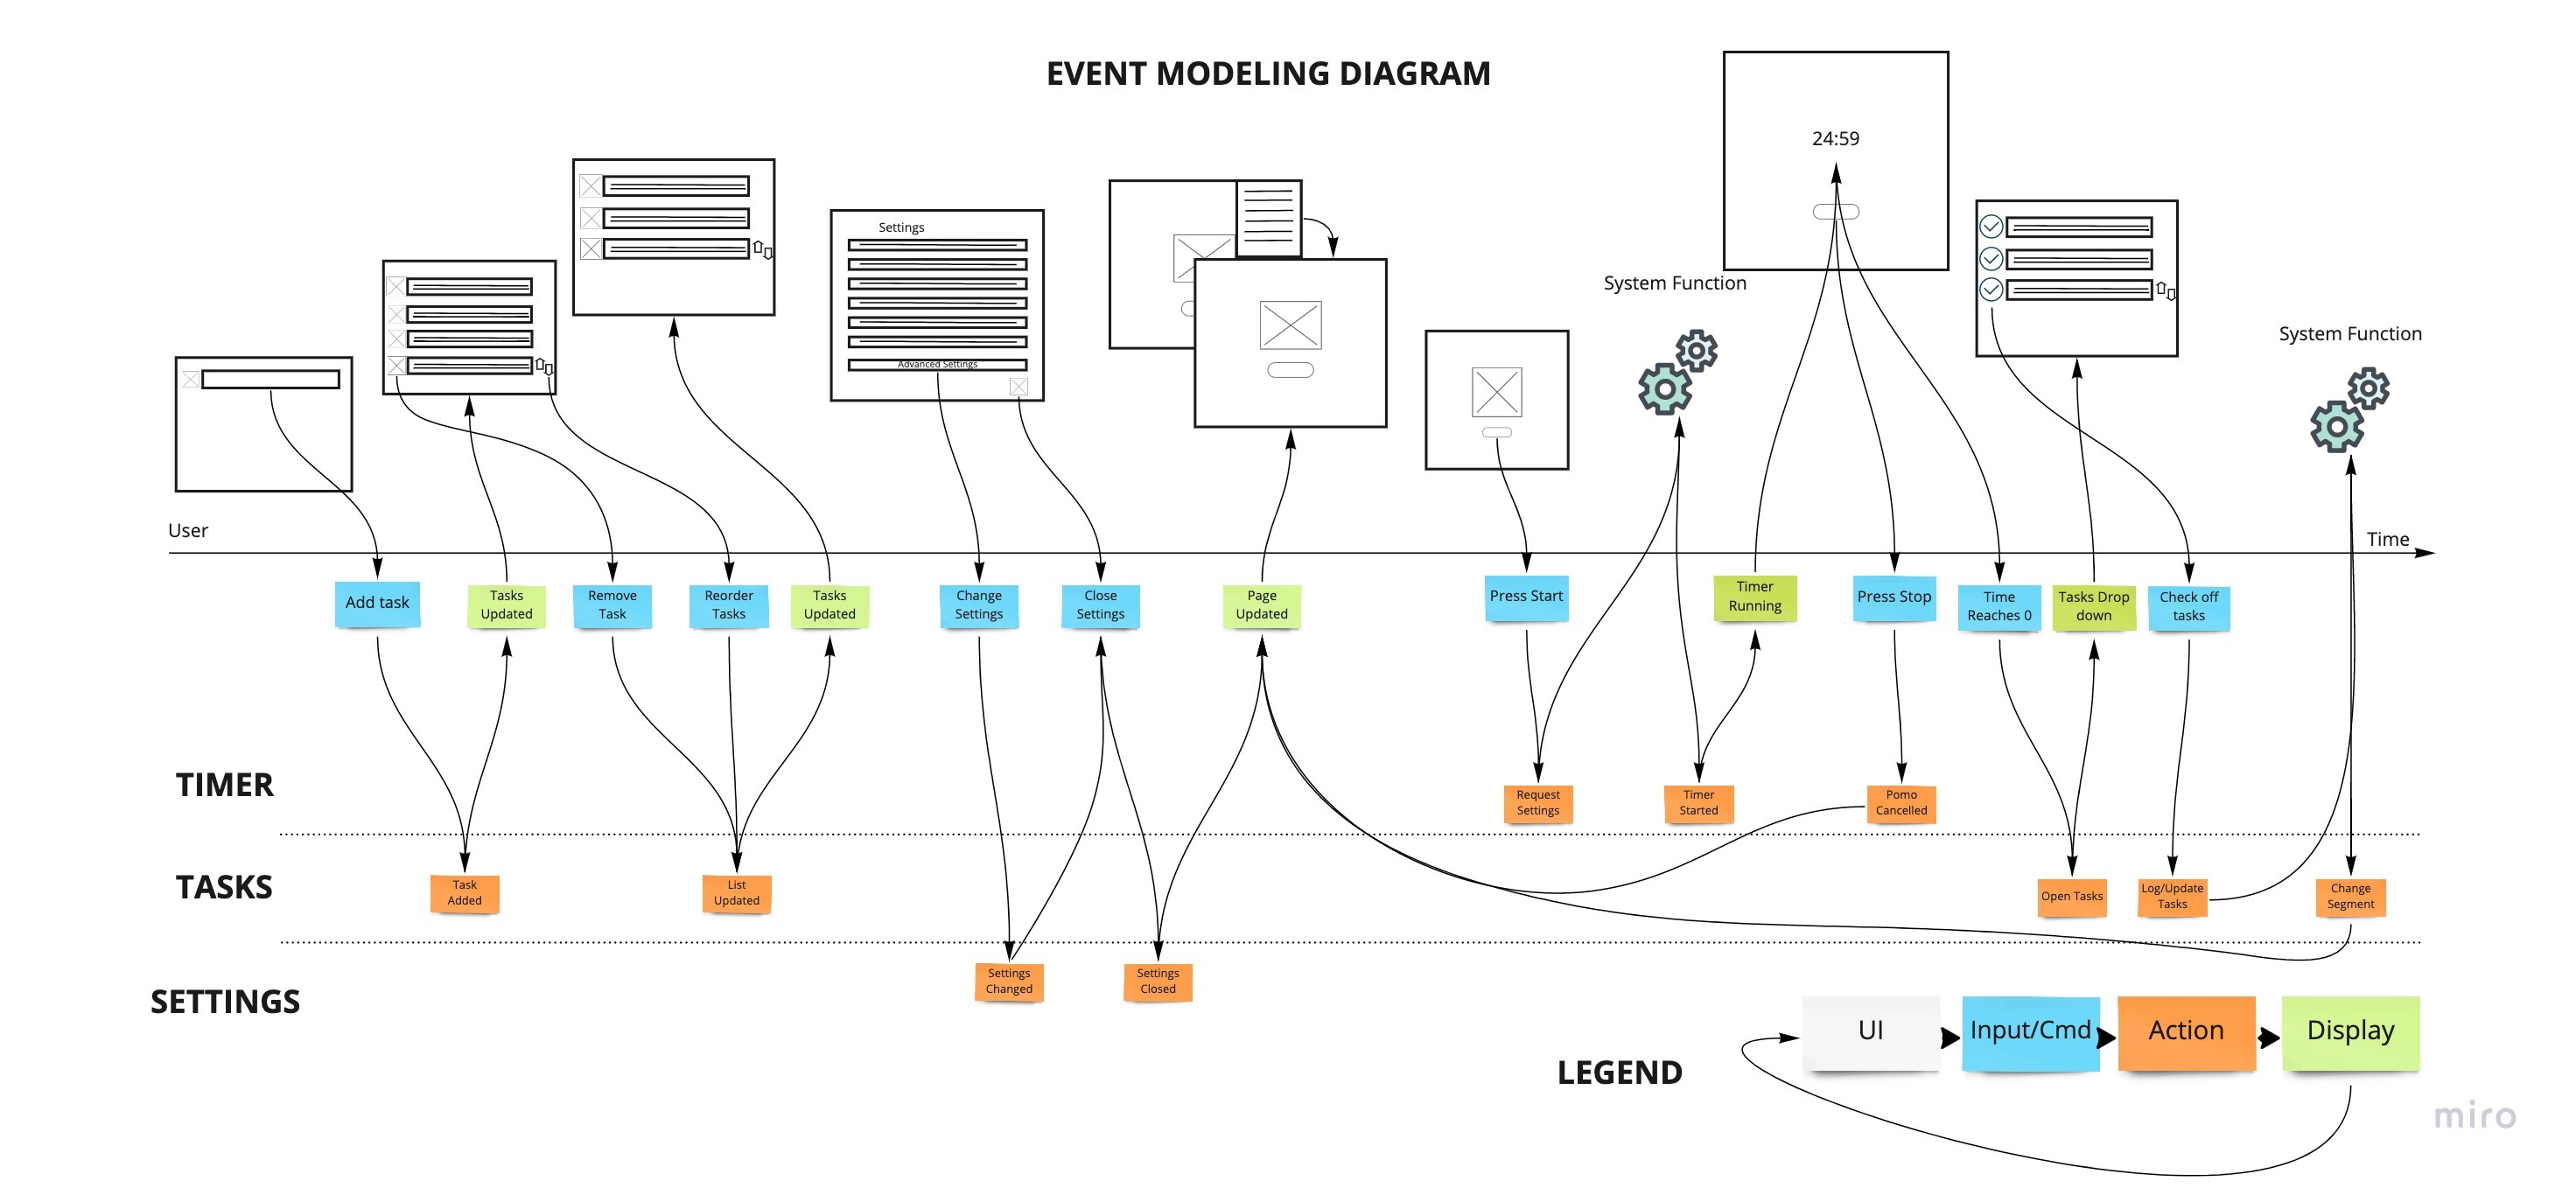 EVENT MODELING DIAGRAM
24:59
Settings
Advanced Settings
System Function
System Function
User
Time
Add task
Tasks
Updated
Remove
Task
Reorder
Tasks
Tasks
Updated
Change
Settings
Close
Settings
Page
Updated
Press Start
Timer
Running
Press Stop
Time
Reaches 0
Tasks Drop
down
Check off
tasks
TIMER
Request
Settings
Timer
Started
Pomo
Cancelled
TASKS
Task
Added
List
Updated
Open Tasks
Log/Update
Tasks
Change
Segment
SETTINGS
Settings
Changed
Settings
Closed
LEGEND
UI
Input/Cmd
Action
Display
miro